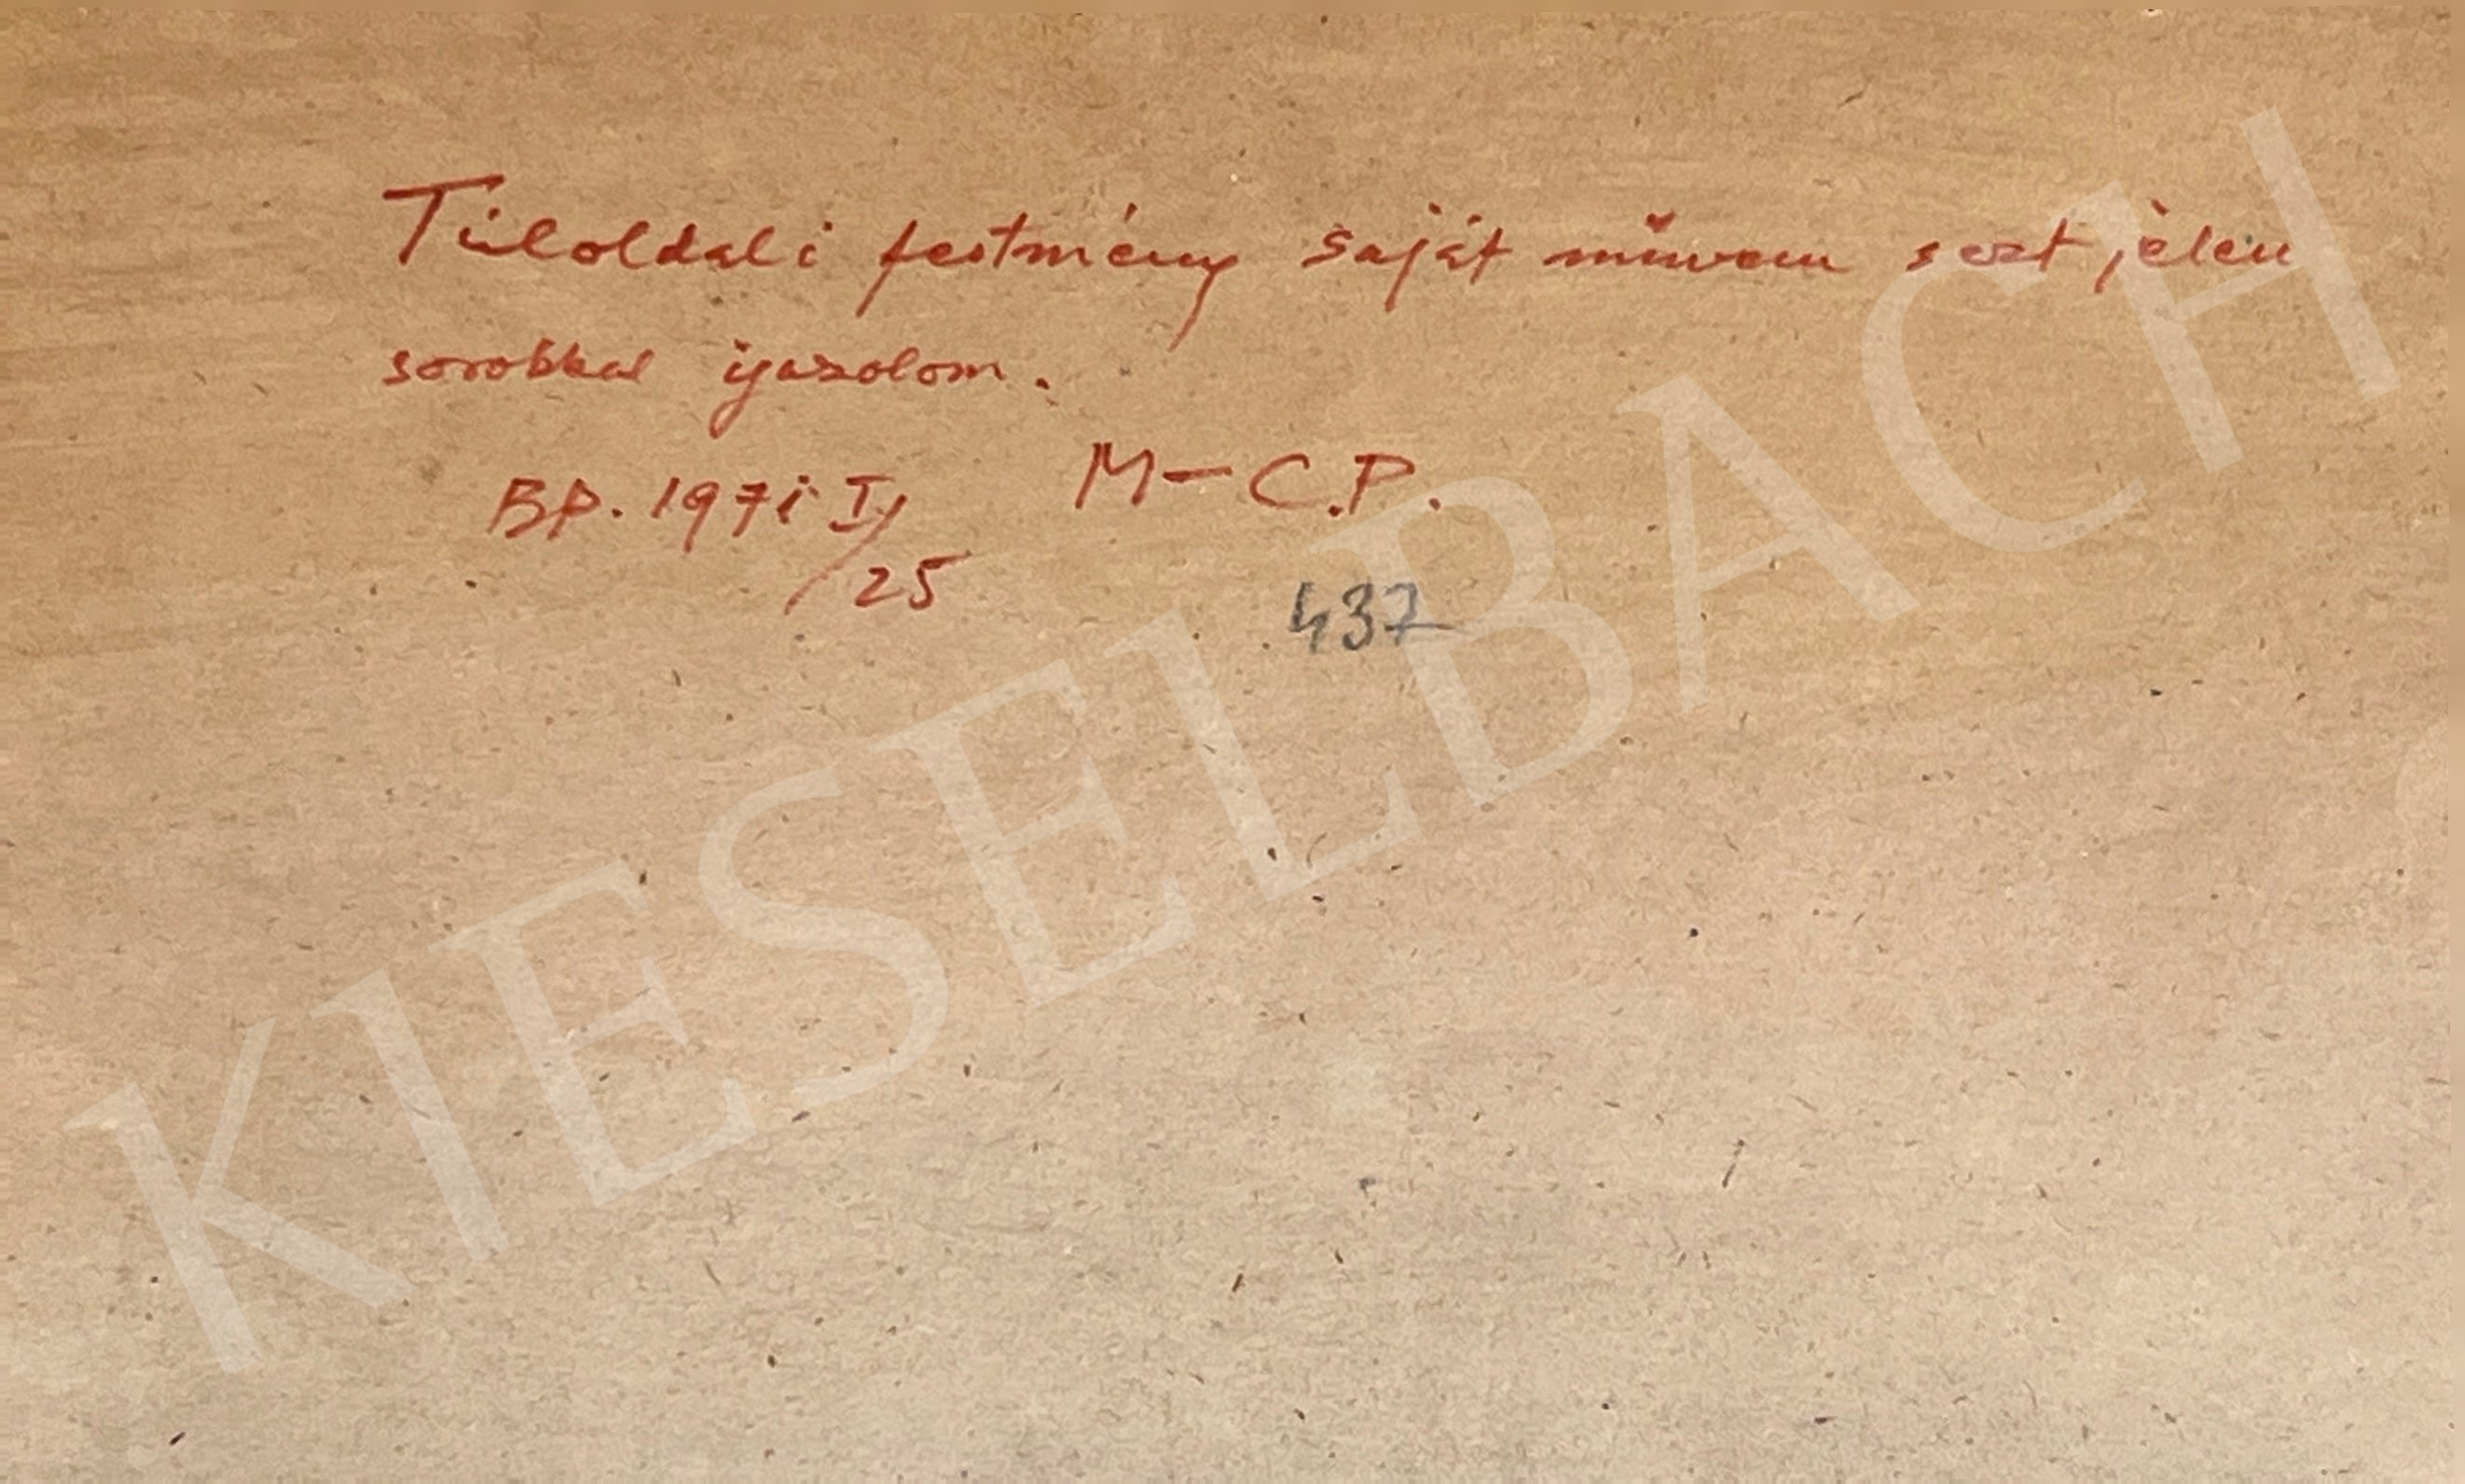 Túloldali festmény saját művem s ezt jelen
sorokkal igazolom.
BP. 1971 I/25 M-C.P.
437
KIESELBACH